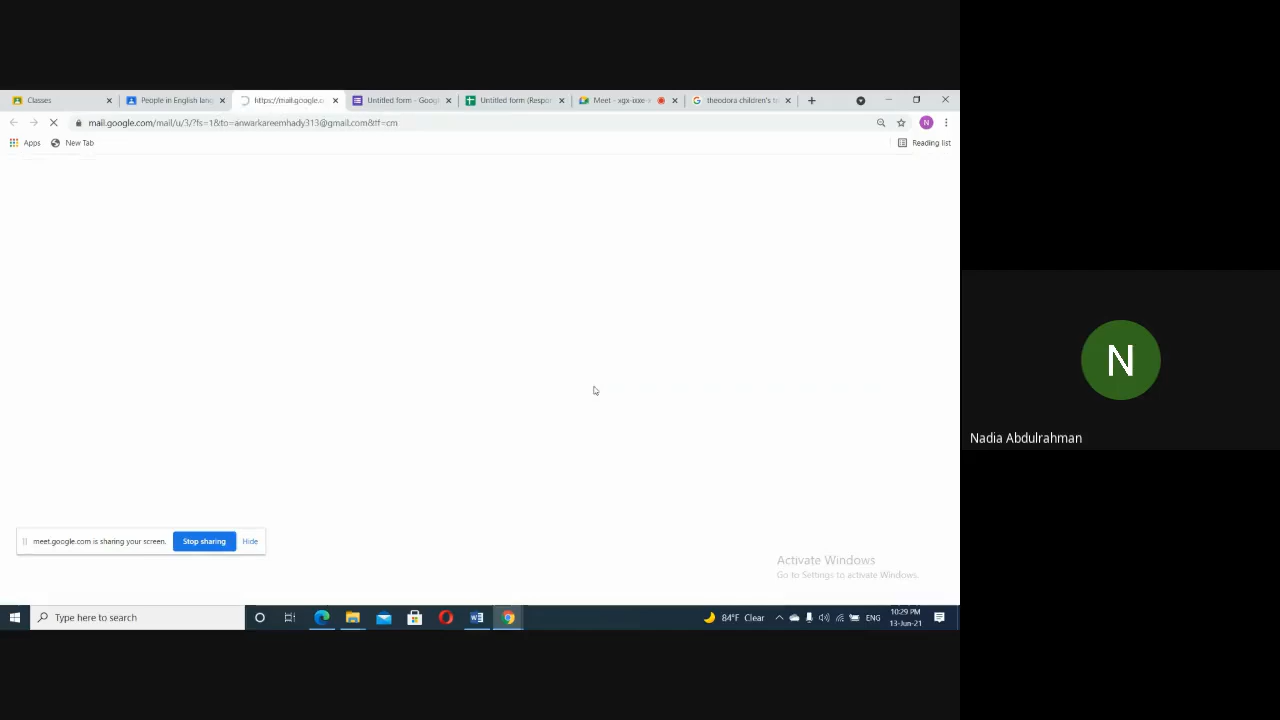 Classes
People in English lang
https://mail.google.c
Untitled form - Googl
Untitled form (Respor
Meet - xgx-ixxe-x
theodora children's t
mail.google.com/mail/u/3/?fs=1&to=anwarkareemhady313@gmail.com&tf=cm
N
Apps
New Tab
Reading list
N
Nadia Abdulrahman
meet.google.com is sharing your screen.
Stop sharing
Hide
Activate Windows
Go to Settings to activate Windows.
Type here to search
84°F Clear
ENG
10:29 PM
13-Jun-21